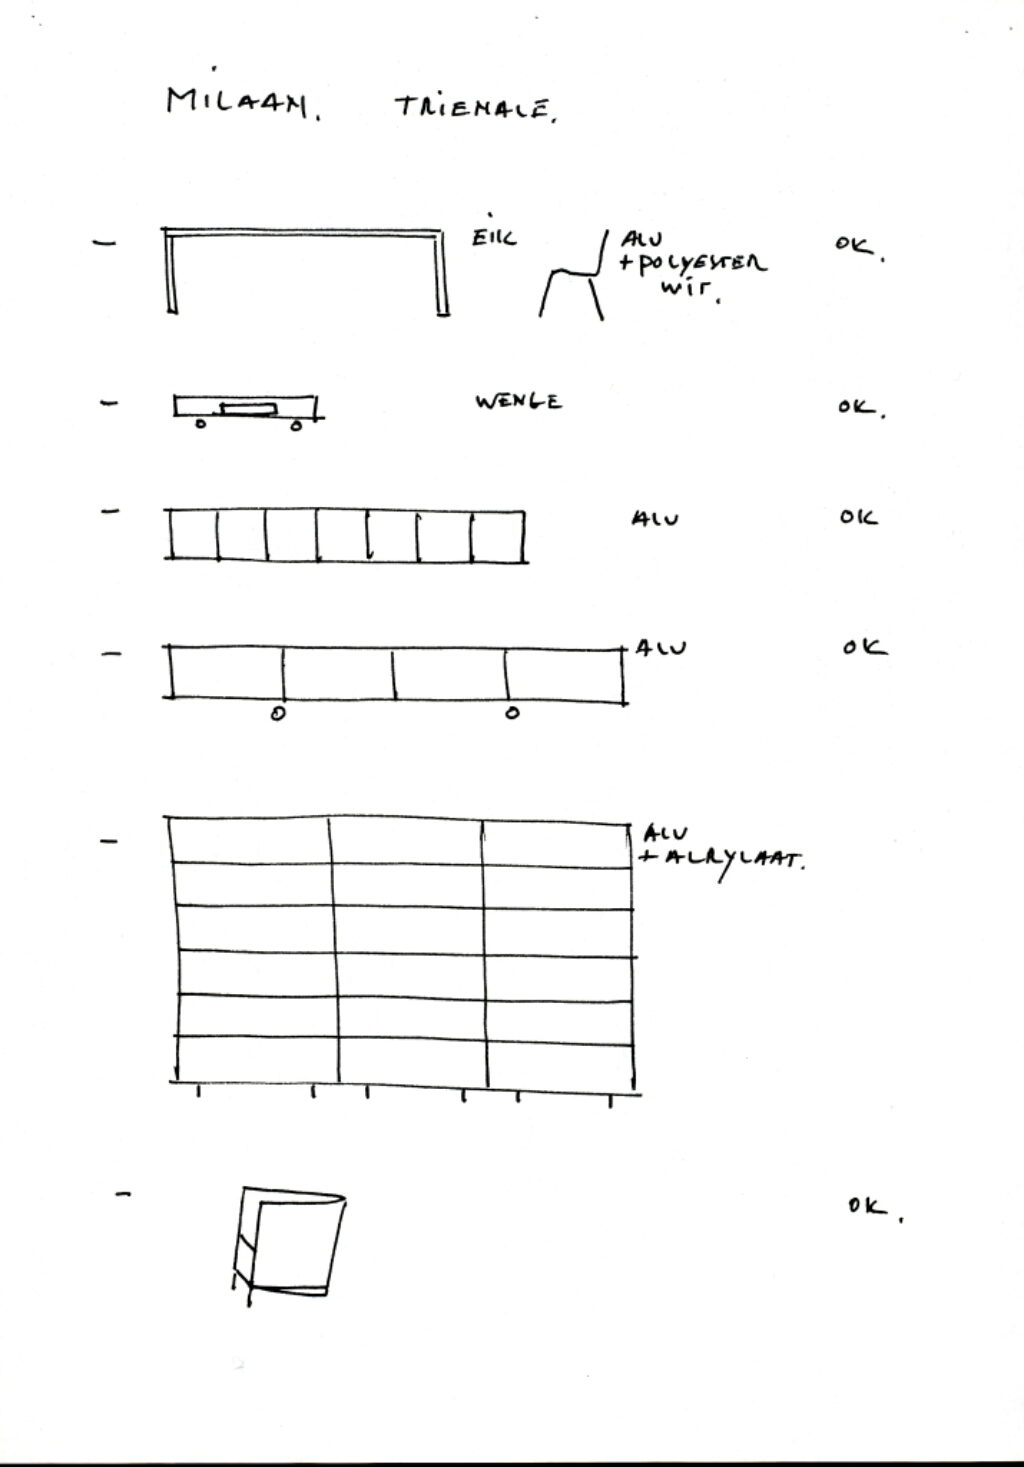 MILAAN. TRIENALE.
- EIK ALU OK.
+ POLYESTER
WIT.
- WENGE OK.
- ALU OK
- ALU OK
- ALU
+ ACRYLAAT.
- OK.